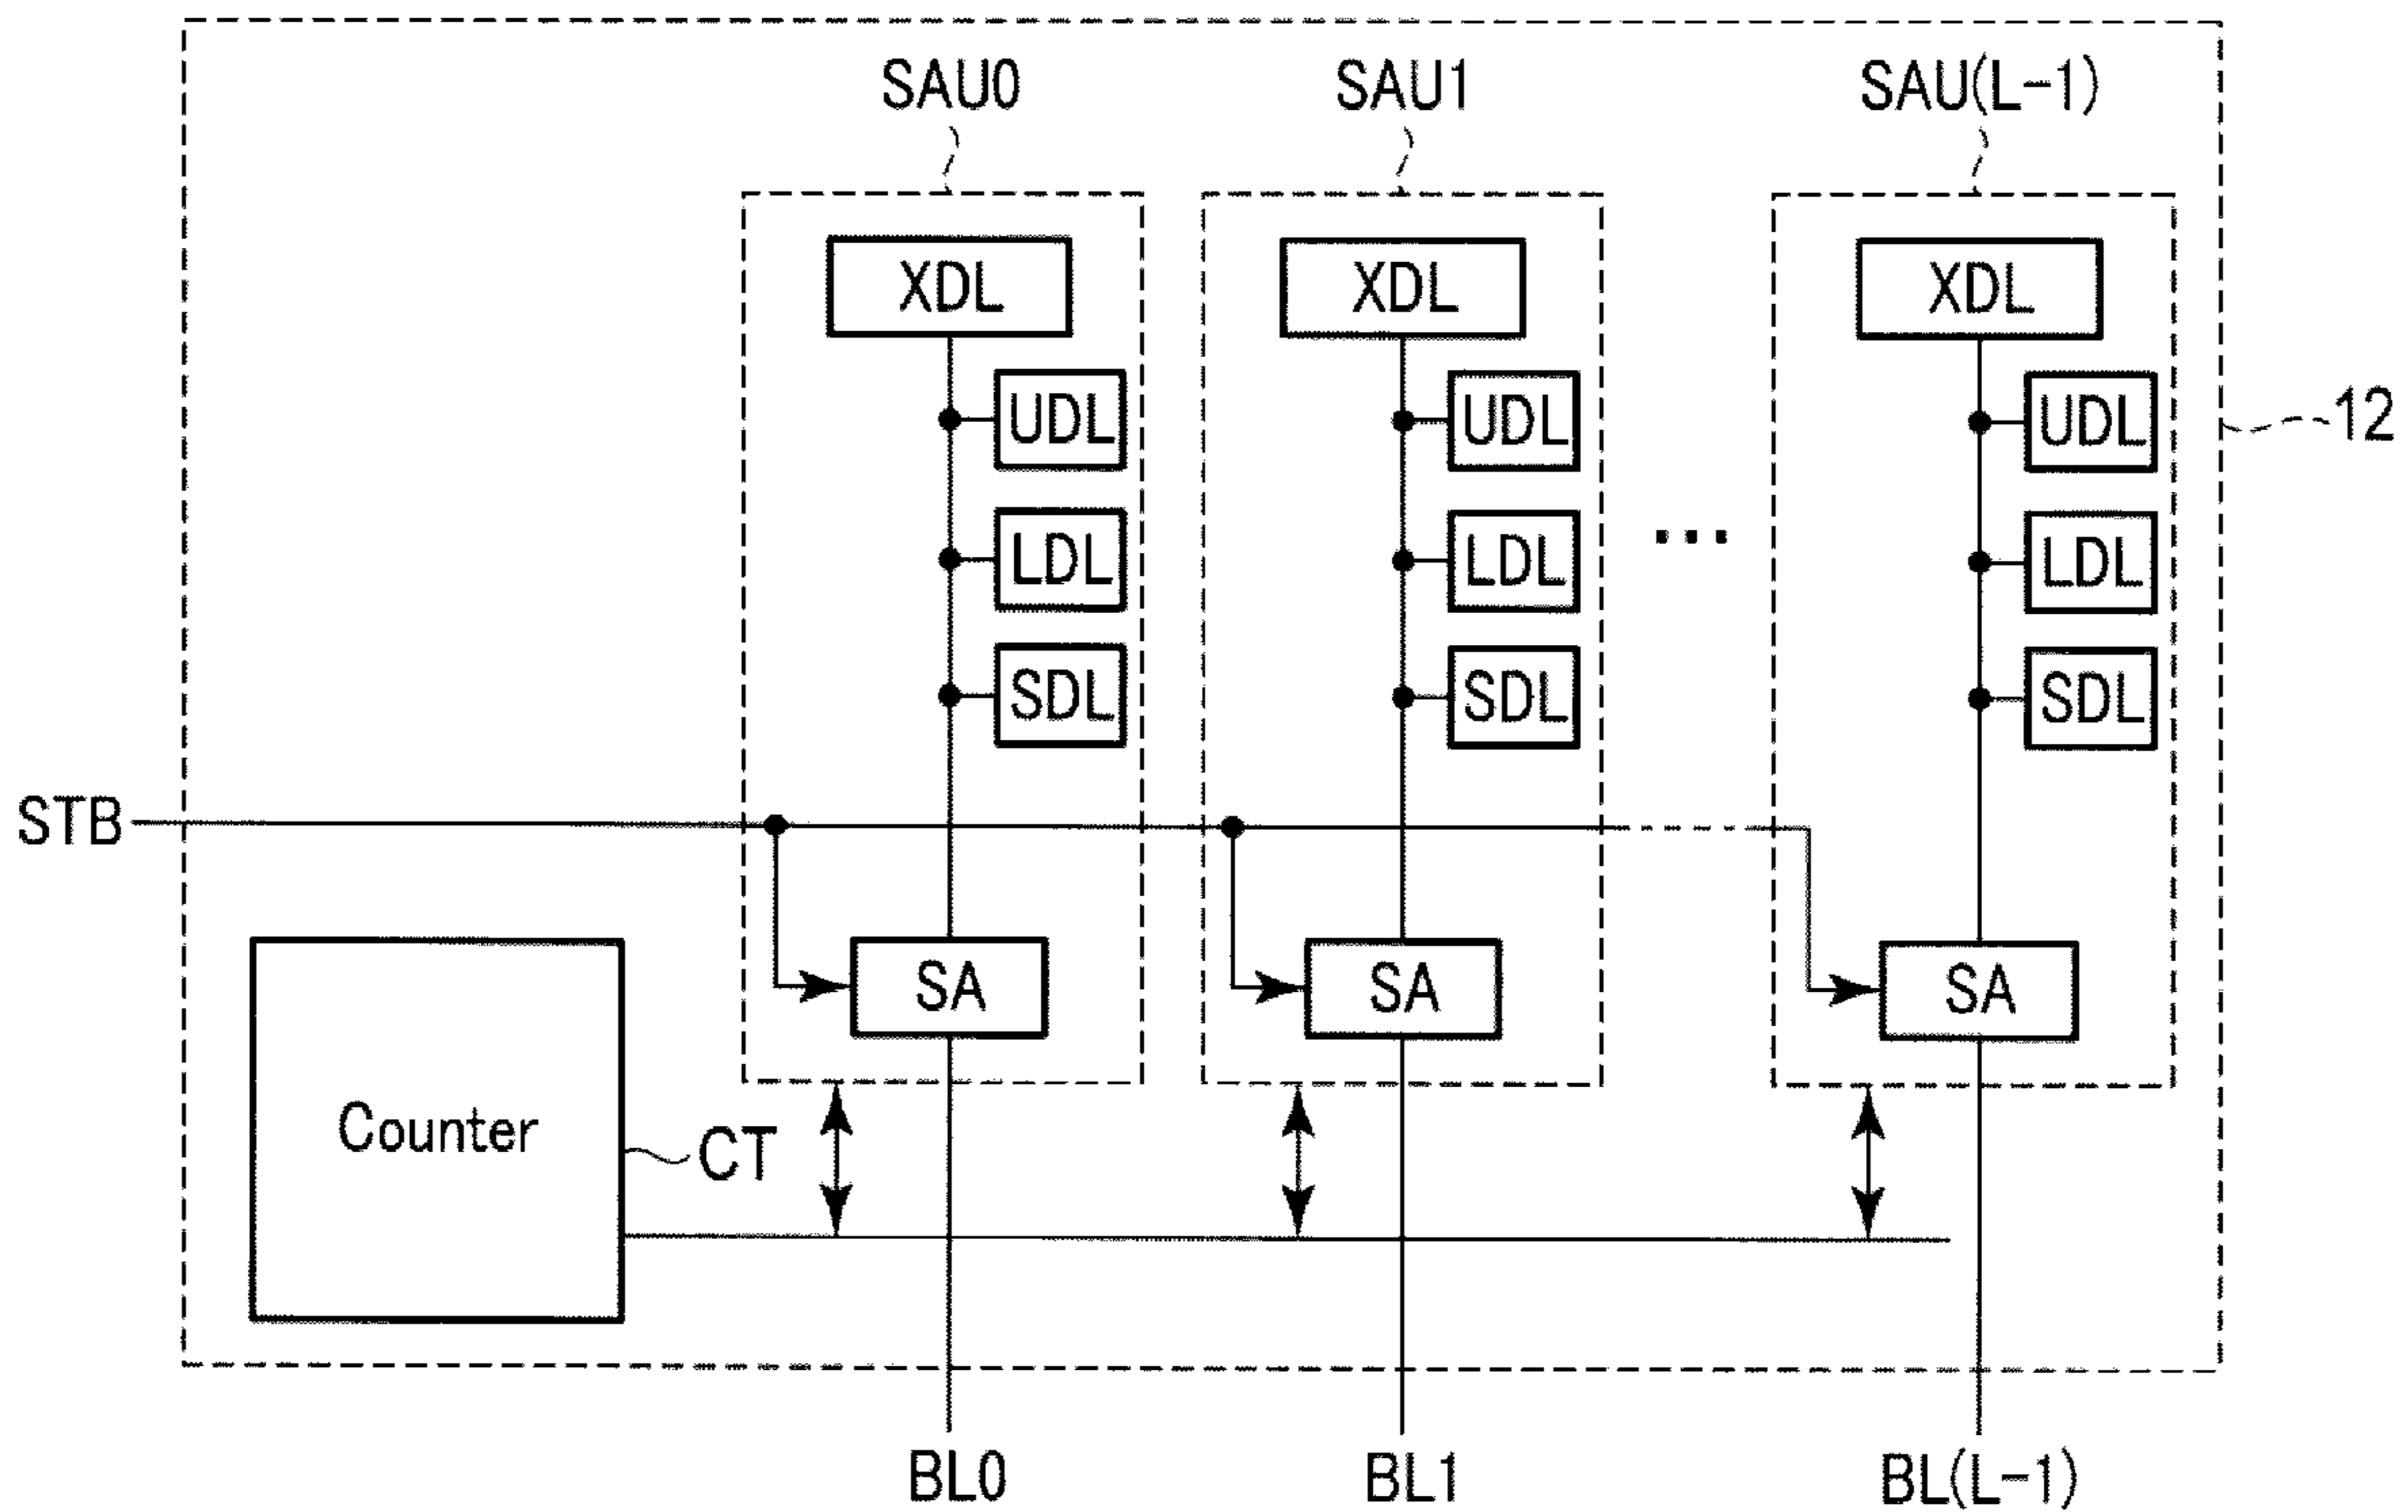 SAU0 SAU1 SAU(L-1)
XDL XDL XDL
UDL UDL UDL 12
LDL LDL LDL
...
SDL SDL SDL
STB
SA SA SA
Counter CT
BL0 BL1 BL(L-1)